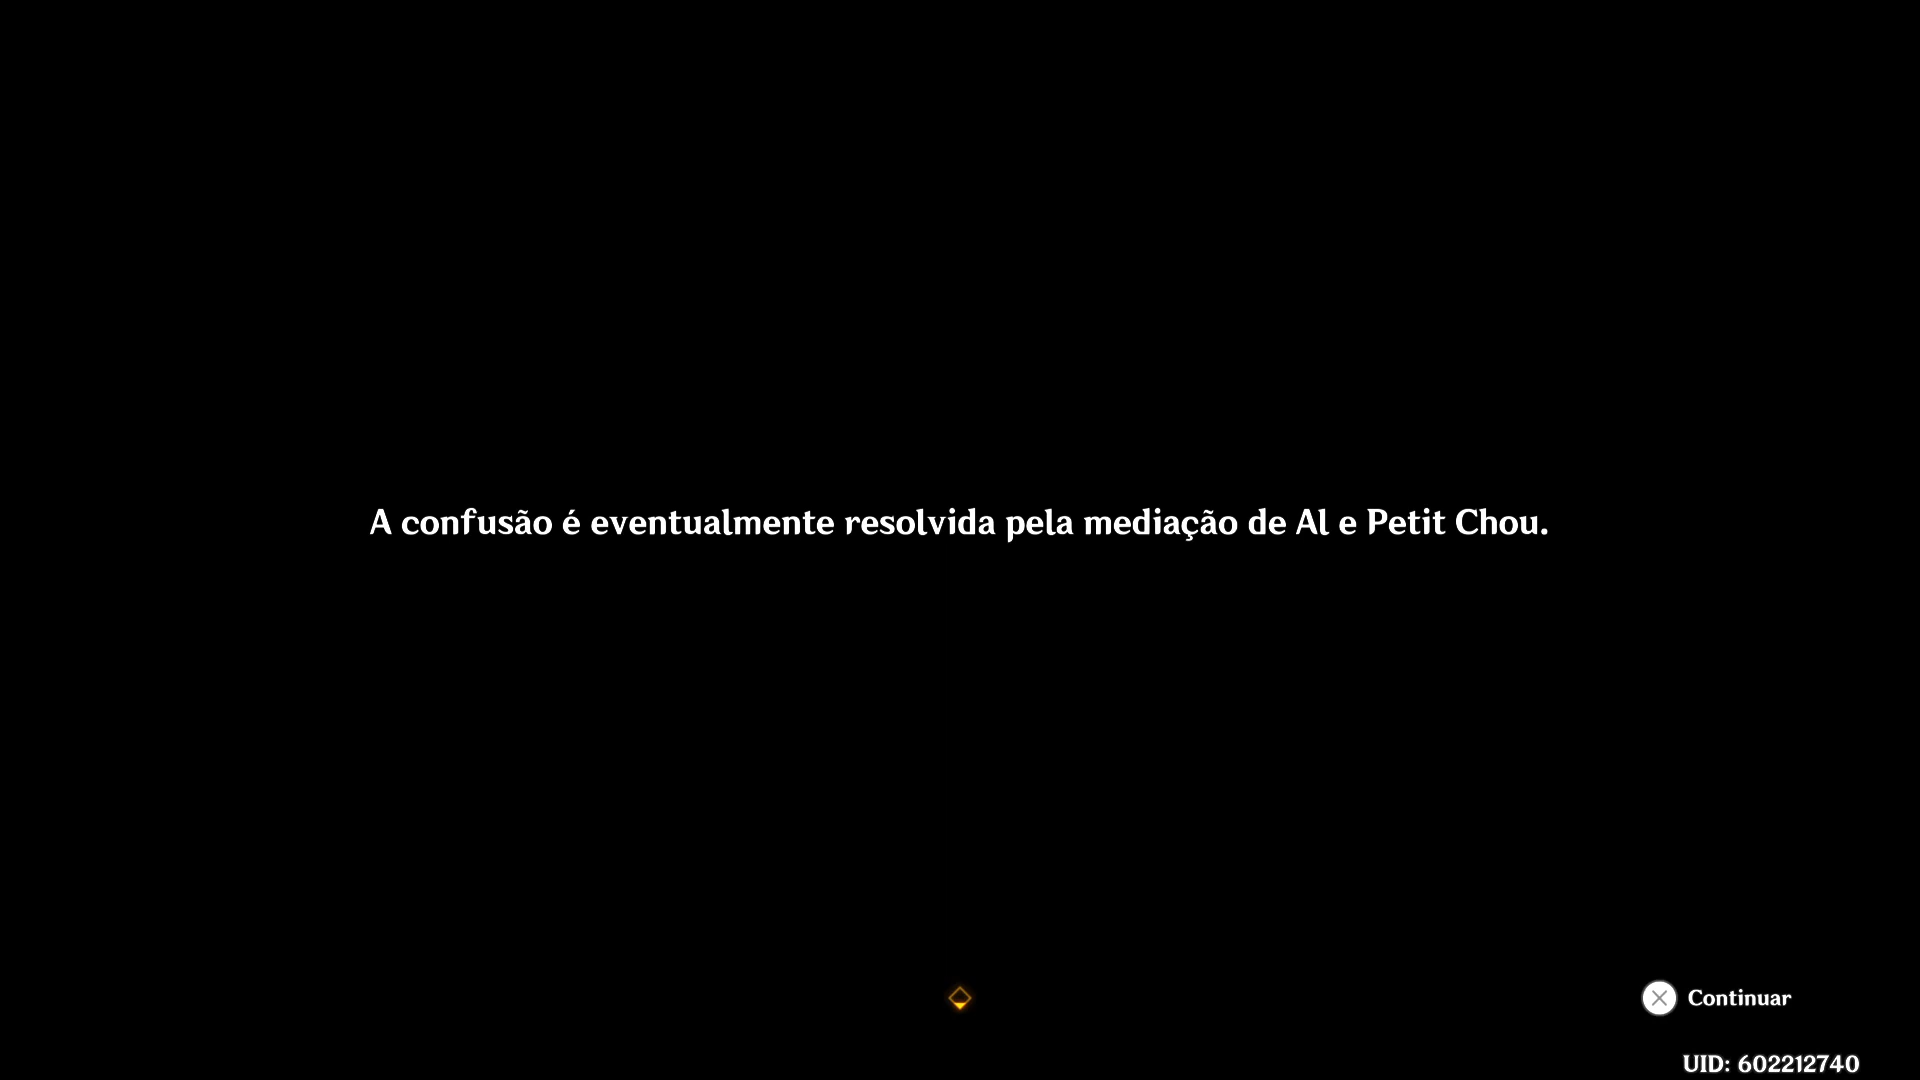 A confusão é eventualmente resolvida pela mediação de Al e Petit Chou.
Continuar
UID: 602212740